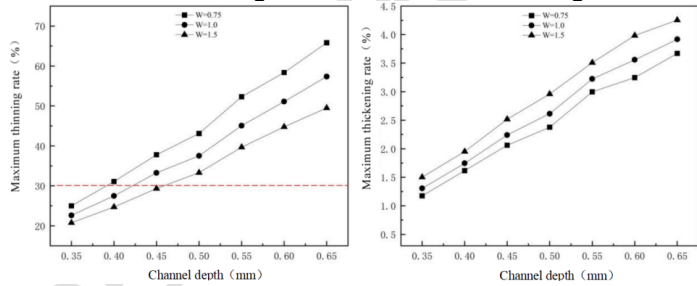 W=0.75
W=1.0
W=1.5
Maximum thinning rate（%）
70
60
50
40
30
20
0.35 0.40 0.45 0.50 0.55 0.60 0.65
Channel depth（mm）
W=0.75
W=1.0
W=1.5
Maximum thickening rate（%）
4.5
4.0
3.5
3.0
2.5
2.0
1.5
1.0
0.5
0.35 0.40 0.45 0.50 0.55 0.60 0.65
Channel depth（mm）